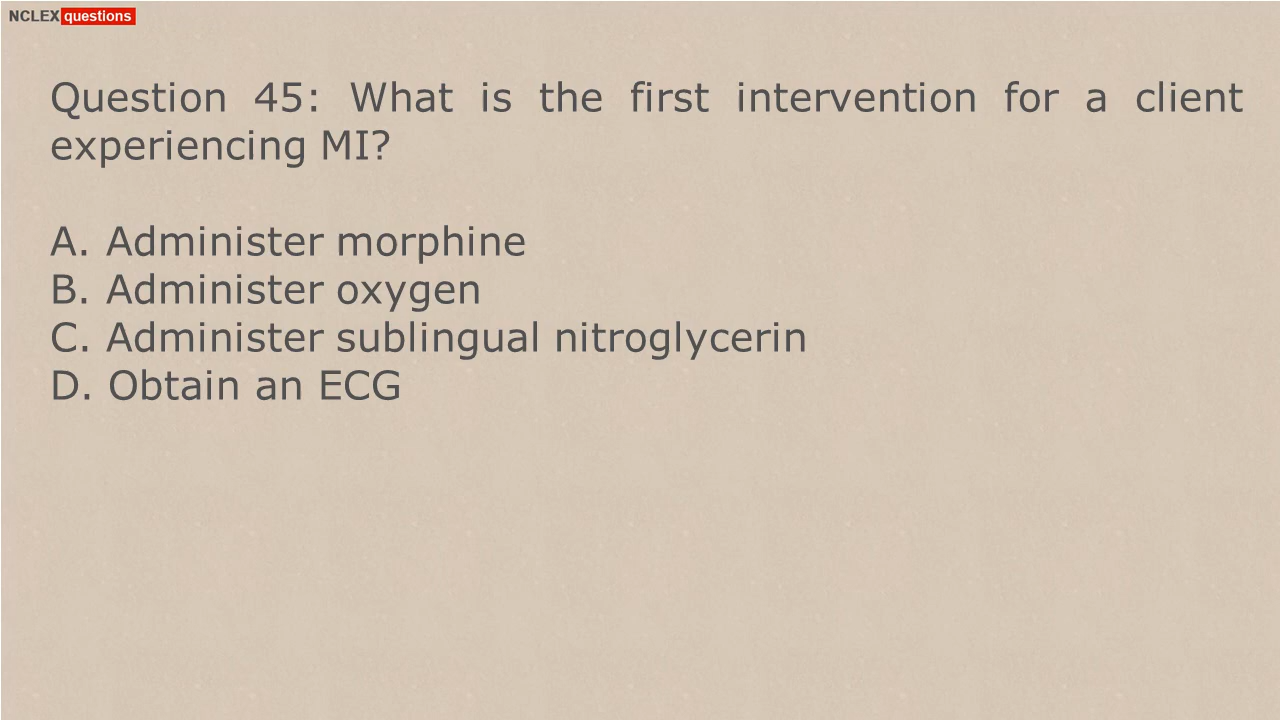 NCLEX questions
Question 45: What is the first intervention for a client
experiencing MI?
A. Administer morphine
B. Administer oxygen
C. Administer sublingual nitroglycerin
D. Obtain an ECG